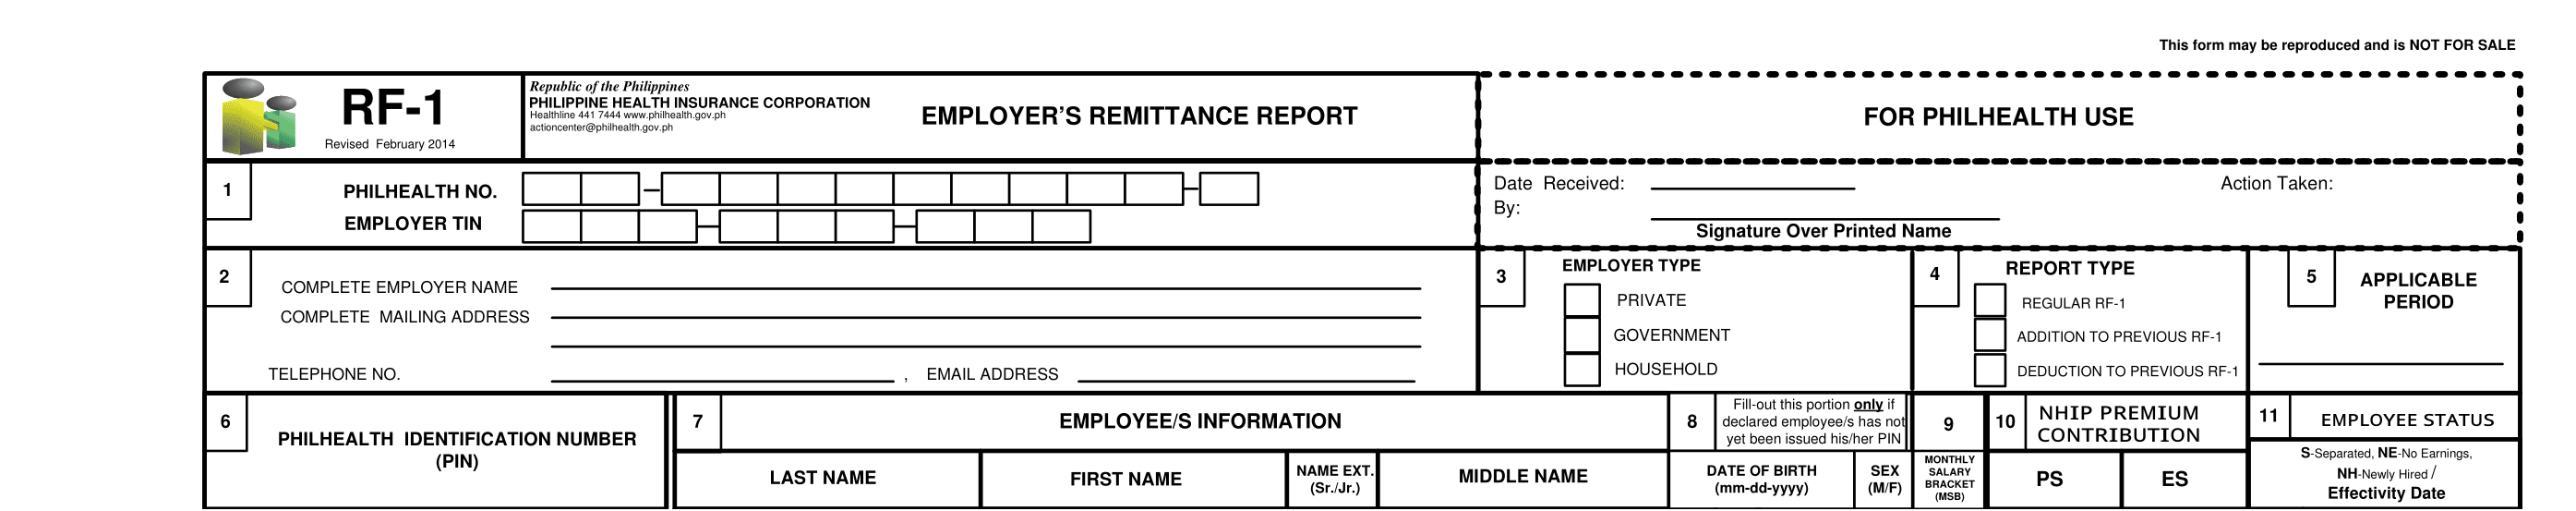 This form may be reproduced and is NOT FOR SALE
RF-1
Revised February 2014
Republic of the Philippines
PHILIPPINE HEALTH INSURANCE CORPORATION
Healthline 441 7444 www.philhealth.gov.ph
actioncenter@philhealth.gov.ph
EMPLOYER’S REMITTANCE REPORT
FOR PHILHEALTH USE
1
PHILHEALTH NO.
EMPLOYER TIN
Date Received:
By:
Signature Over Printed Name
Action Taken:
2
COMPLETE EMPLOYER NAME
COMPLETE MAILING ADDRESS
TELEPHONE NO. , EMAIL ADDRESS
3
EMPLOYER TYPE
PRIVATE
GOVERNMENT
HOUSEHOLD
4
REPORT TYPE
REGULAR RF-1
ADDITION TO PREVIOUS RF-1
DEDUCTION TO PREVIOUS RF-1
5
APPLICABLE
PERIOD
6
PHILHEALTH IDENTIFICATION NUMBER
(PIN)
7
EMPLOYEE/S INFORMATION
LAST NAME
FIRST NAME
NAME EXT.
(Sr./Jr.)
MIDDLE NAME
8
Fill-out this portion only if
declared employee/s has not
yet been issued his/her PIN
DATE OF BIRTH
(mm-dd-yyyy)
SEX
(M/F)
9
MONTHLY
SALARY
BRACKET
(MSB)
10
NHIP PREMIUM
CONTRIBUTION
PS
ES
11
EMPLOYEE STATUS
S-Separated, NE-No Earnings,
NH-Newly Hired /
Effectivity Date